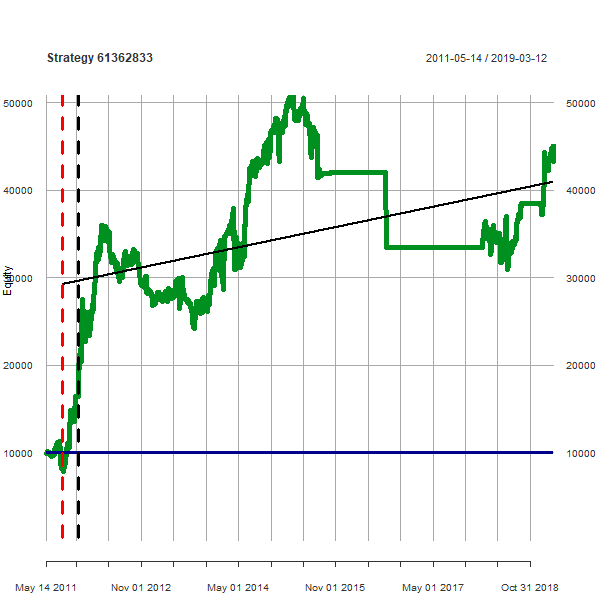 Strategy 61362833
2011-05-14 / 2019-03-12
50000
50000
40000
40000
Equity
30000
30000
20000
20000
10000
10000
May 14 2011
Nov 01 2012
May 01 2014
Nov 01 2015
May 01 2017
Oct 31 2018